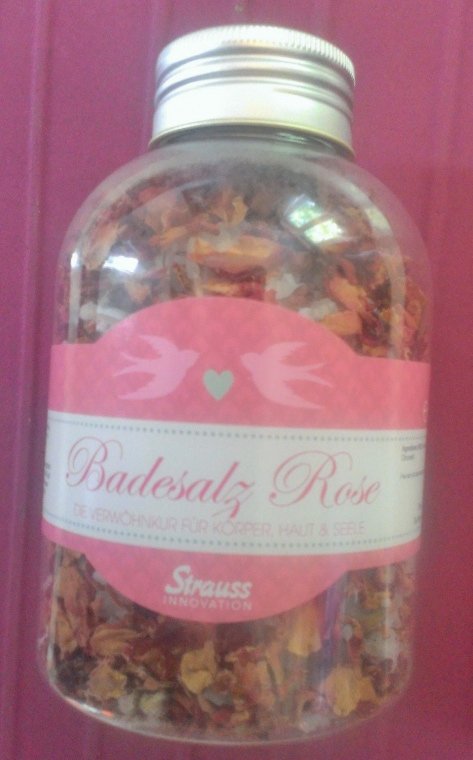 Badesalz Rose
DIE VERWÖHNKUR FÜR KÖRPER, HAUT & SEELE
Strauss
INNOVATION